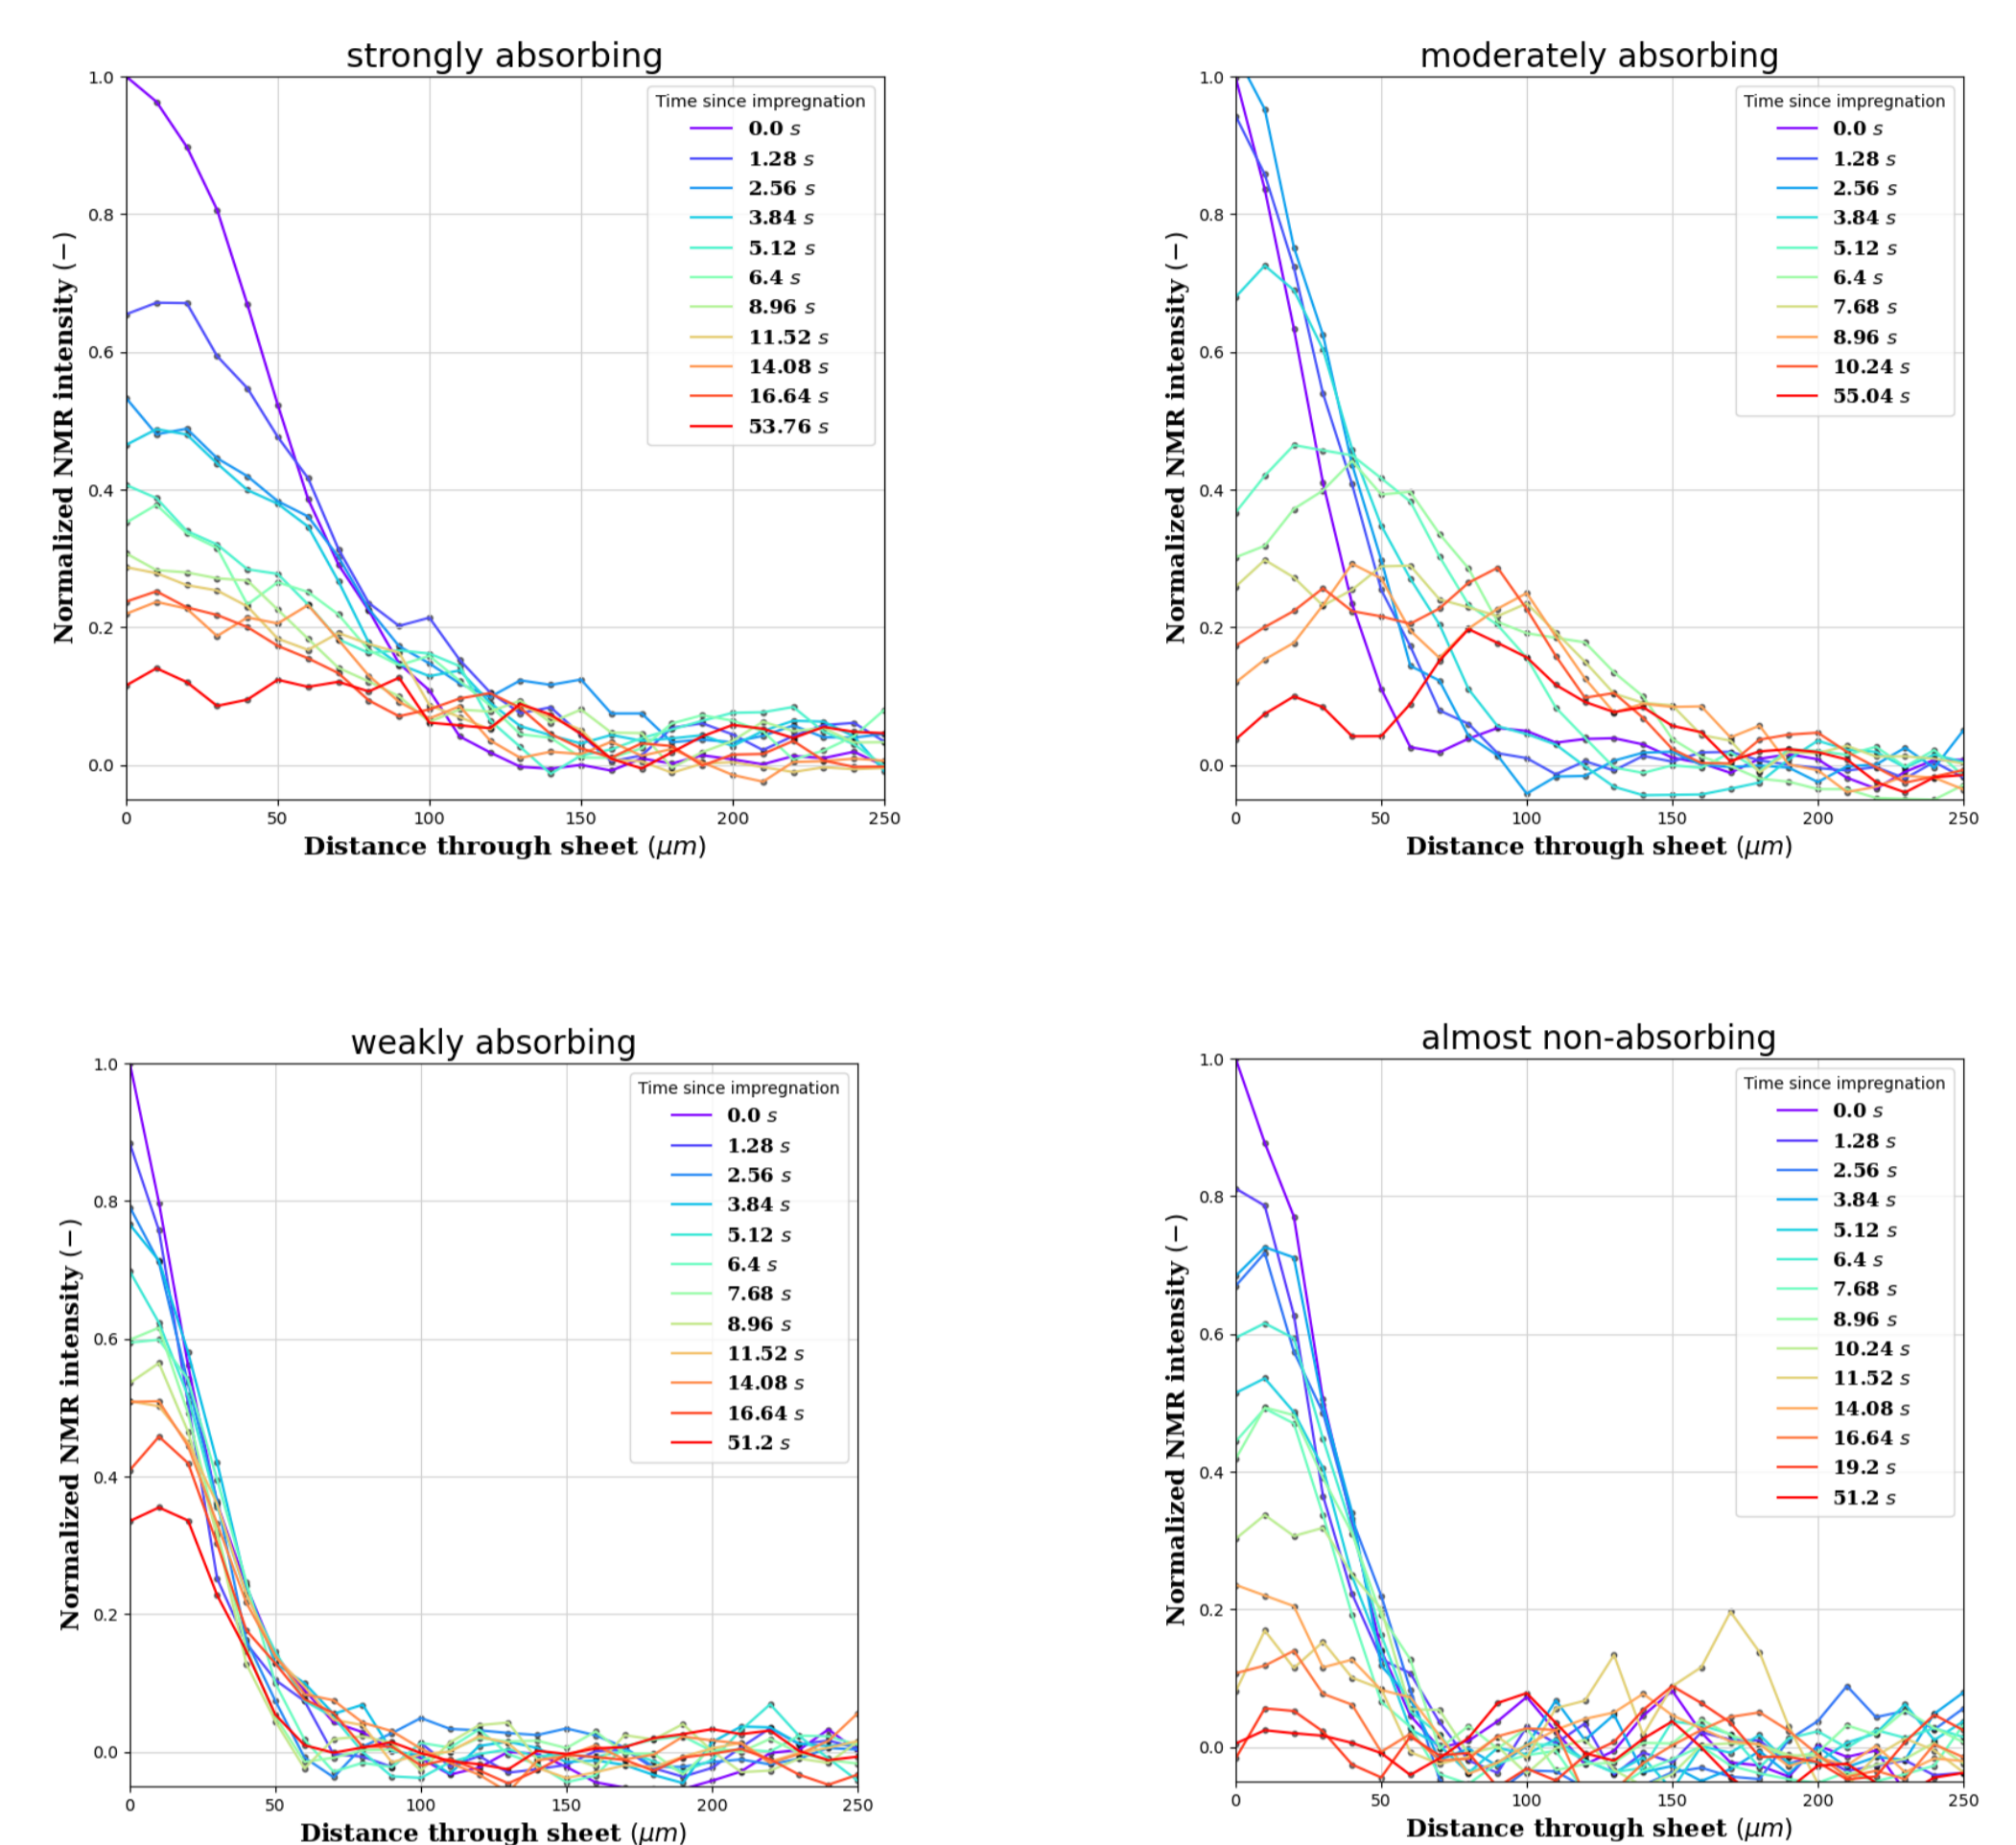 strongly absorbing
1.0
0.8
0.6
0.4
0.2
0.0
Normalized NMR intensity (−)
Time since impregnation
0.0 s
1.28 s
2.56 s
3.84 s
5.12 s
6.4 s
8.96 s
11.52 s
14.08 s
16.64 s
53.76 s
0 50 100 150 200 250
Distance through sheet (μm)
moderately absorbing
1.0
0.8
0.6
0.4
0.2
0.0
Normalized NMR intensity (−)
Time since impregnation
0.0 s
1.28 s
2.56 s
3.84 s
5.12 s
6.4 s
7.68 s
8.96 s
10.24 s
55.04 s
0 50 100 150 200 250
Distance through sheet (μm)
weakly absorbing
1.0
0.8
0.6
0.4
0.2
0.0
Normalized NMR intensity (−)
Time since impregnation
0.0 s
1.28 s
2.56 s
3.84 s
5.12 s
6.4 s
7.68 s
8.96 s
11.52 s
14.08 s
16.64 s
51.2 s
0 50 100 150 200 250
Distance through sheet (μm)
almost non-absorbing
1.0
0.8
0.6
0.4
0.2
0.0
Normalized NMR intensity (−)
Time since impregnation
0.0 s
1.28 s
2.56 s
3.84 s
5.12 s
6.4 s
7.68 s
8.96 s
10.24 s
11.52 s
14.08 s
16.64 s
19.2 s
51.2 s
0 50 100 150 200 250
Distance through sheet (μm)